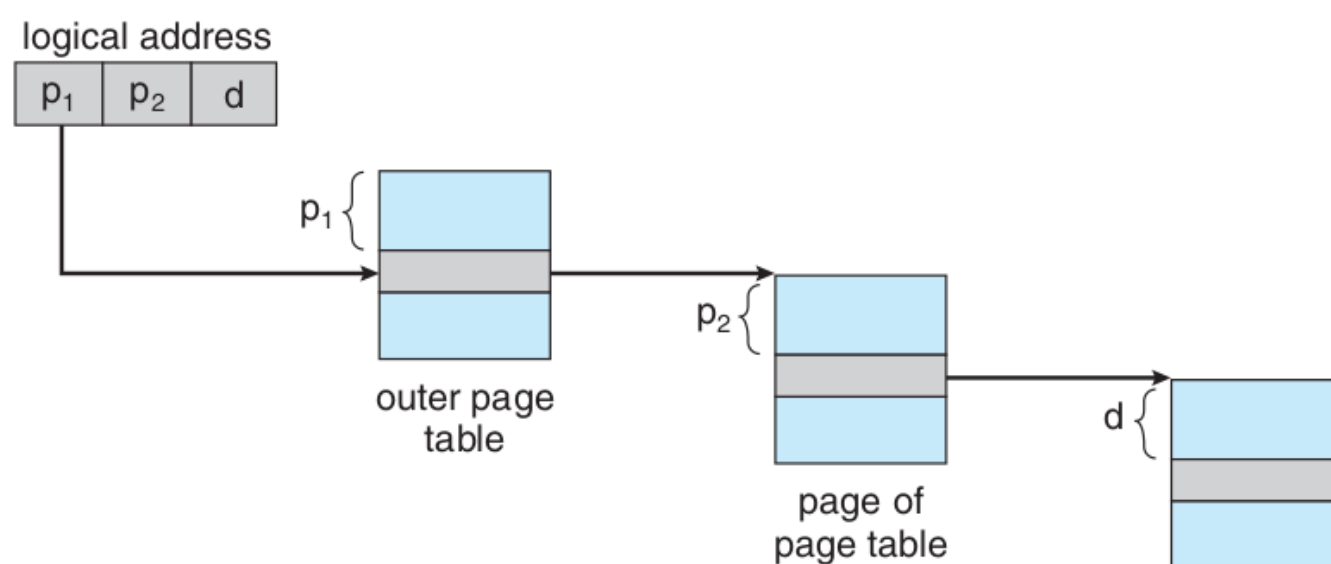 logical address
p₁ p₂ d
p₁
outer page
table
p₂
page of
page table
d